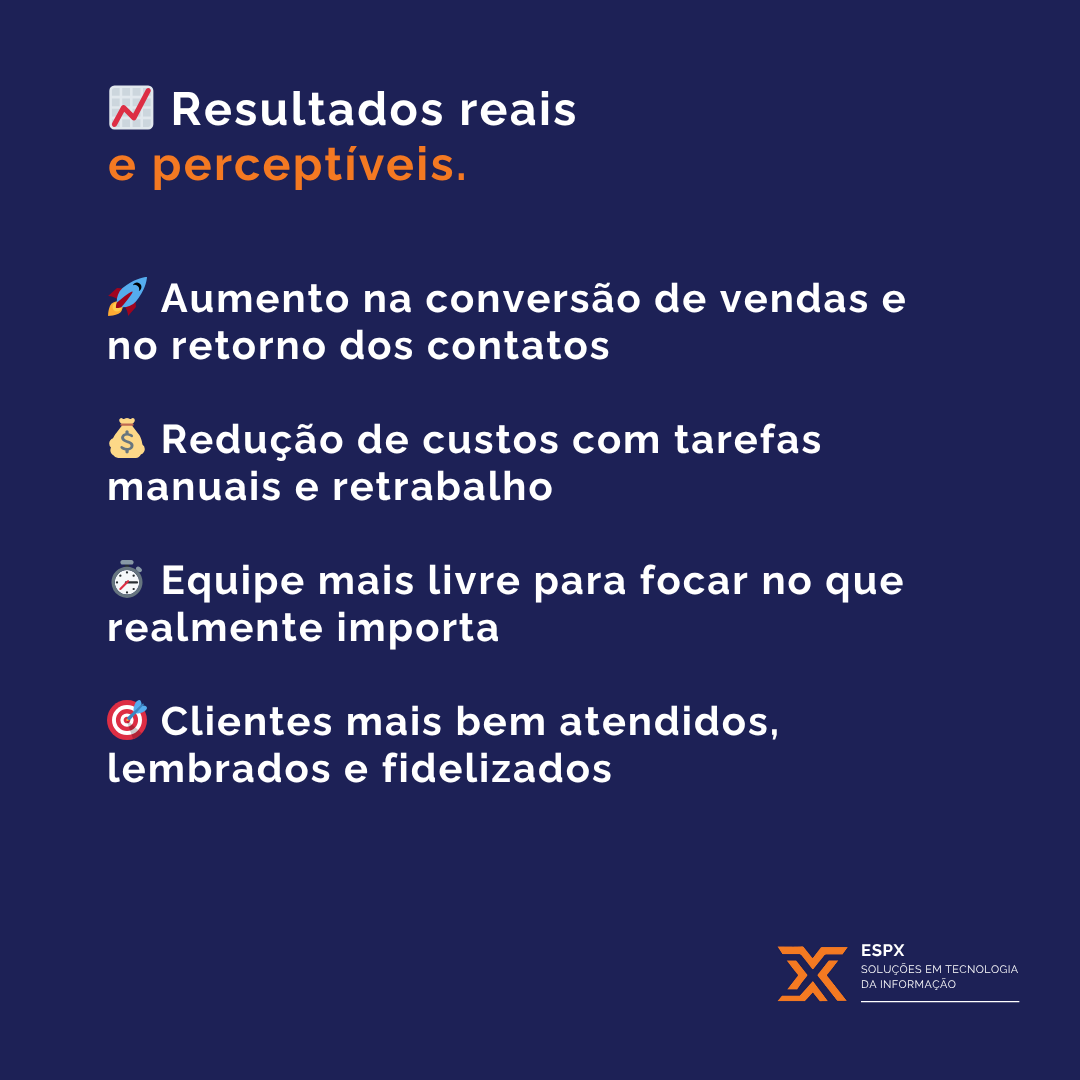 📈 Resultados reais
e perceptíveis.
🚀 Aumento na conversão de vendas e
no retorno dos contatos
💰 Redução de custos com tarefas
manuais e retrabalho
⏱️ Equipe mais livre para focar no que
realmente importa
🎯 Clientes mais bem atendidos,
lembrados e fidelizados
ESPX
SOLUÇÕES EM TECNOLOGIA
DA INFORMAÇÃO